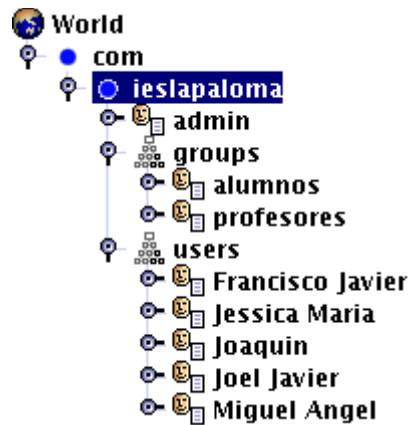 World
com
ieslapaloma
admin
groups
alumnos
profesores
users
Francisco Javier
Jessica Maria
Joaquin
Joel Javier
Miguel Angel